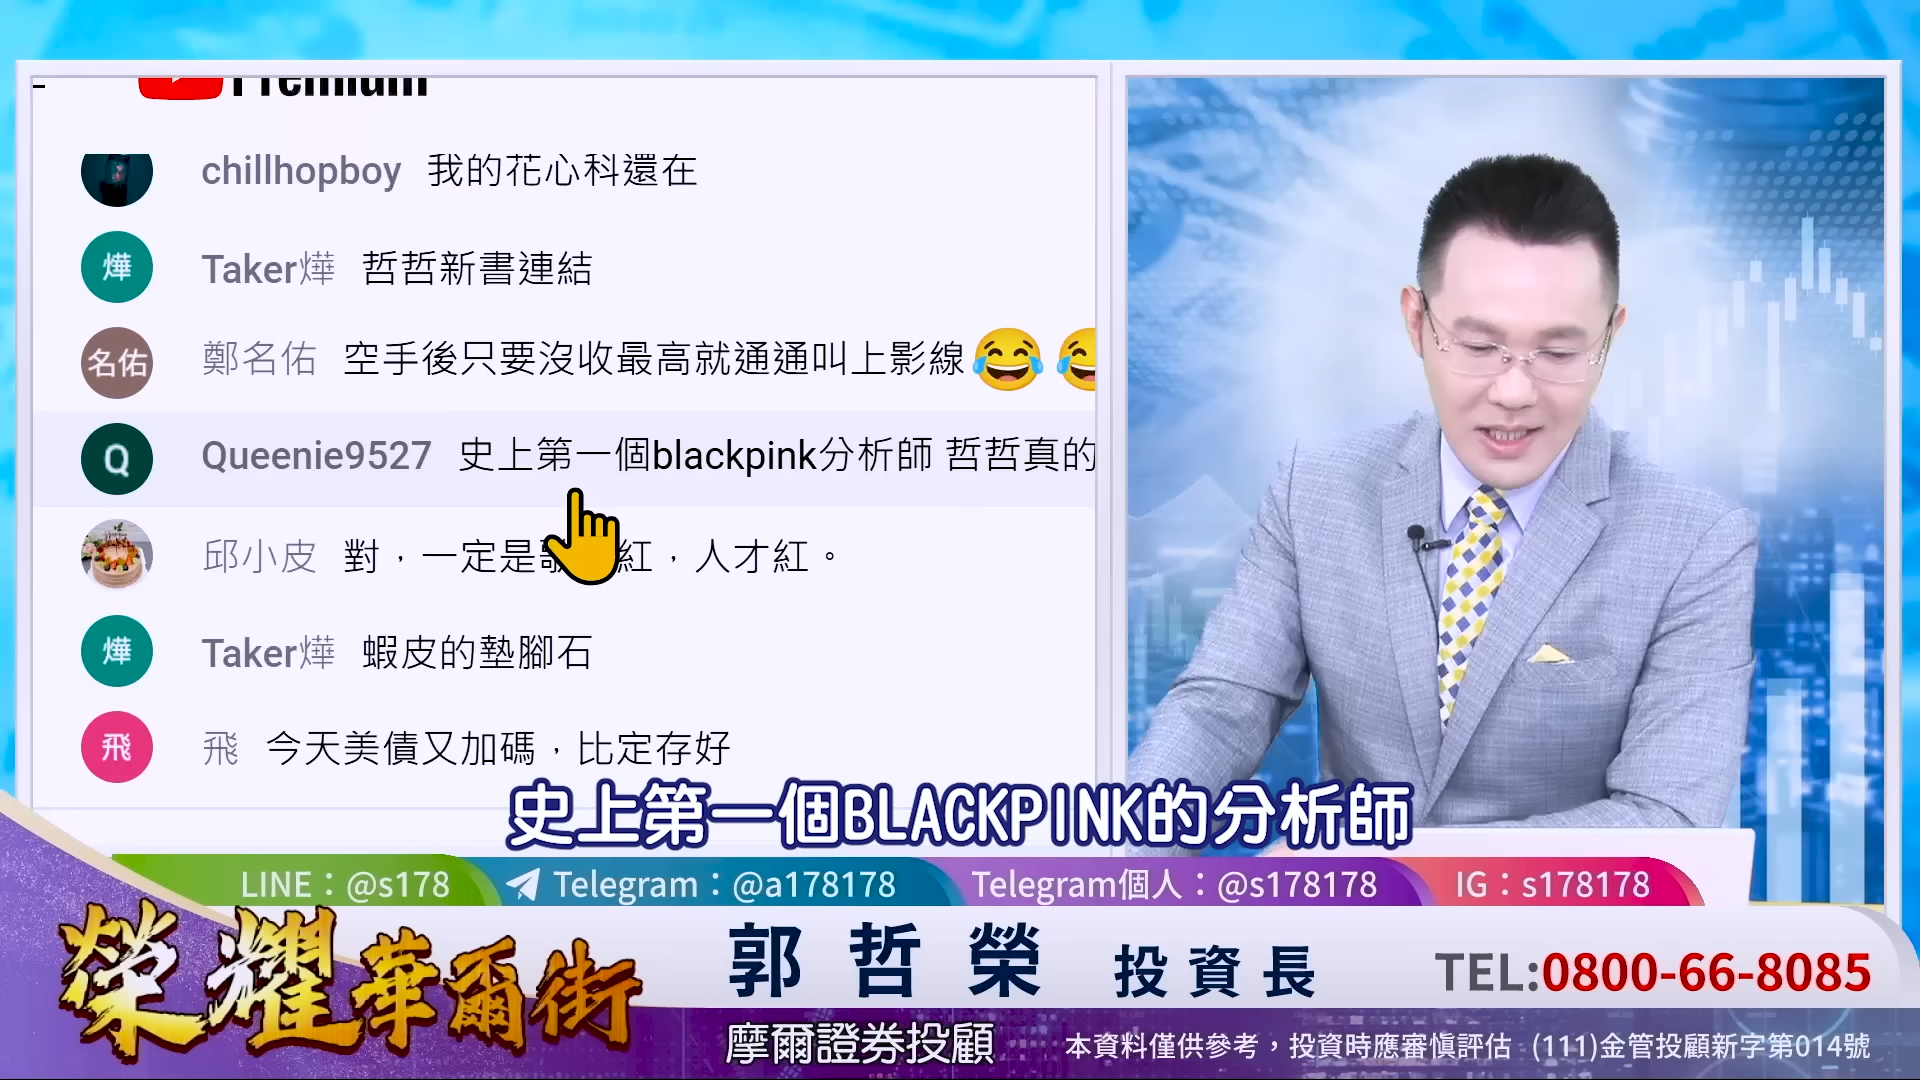 Premium
chillhopboy 我的花心科還在
燁 Taker燁 哲哲新書連結
名佑 鄭名佑 空手後只要沒收最高就通通叫上影線😂
Q Queenie9527 史上第一個blackpink分析師 哲哲真的
邱小皮 對，一定是歌 紅，人才紅。
燁 Taker燁 蝦皮的墊腳石
飛 飛 今天美債又加碼，比定存好
史上第一個BLACKPINK的分析師
LINE：@s178 Telegram：@a178178 Telegram個人：@s178178 IG：s178178
榮耀華爾街
郭哲榮 投資長 TEL:0800-66-8085
摩爾證券投顧 本資料僅供參考，投資時應審慎評估 (111)金管投顧新字第014號